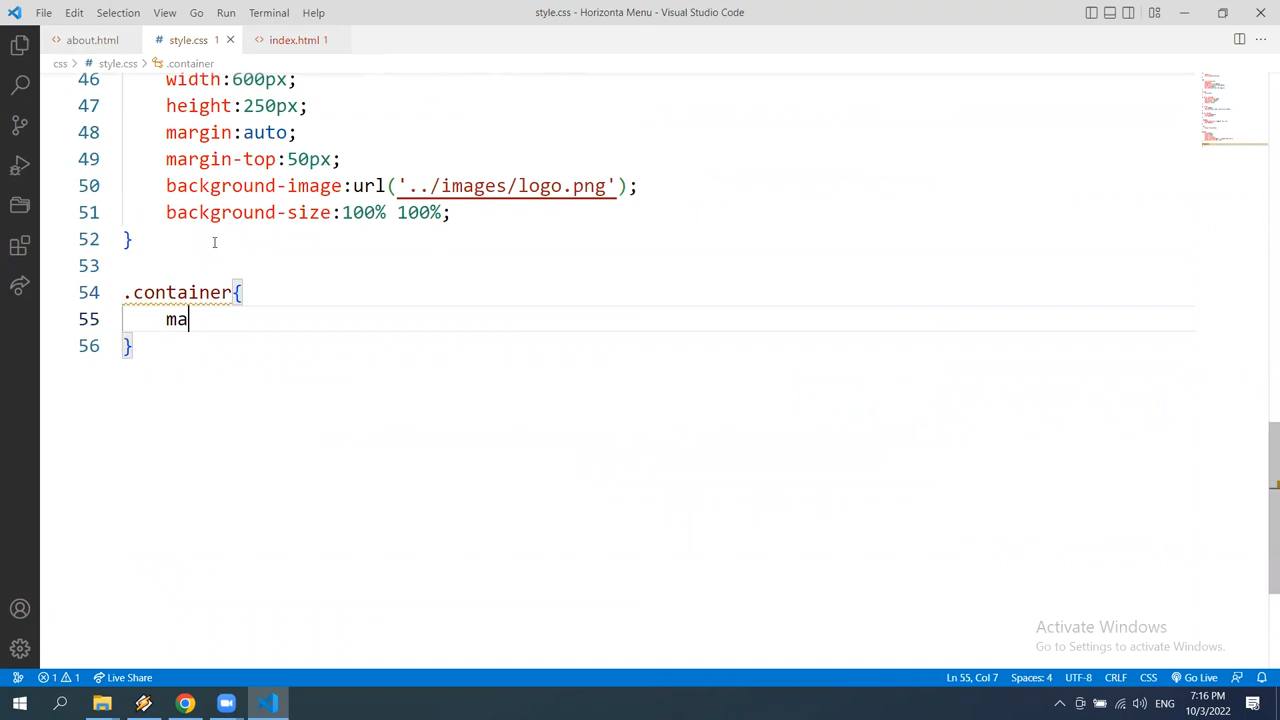 File Edit Selection View Go Run Terminal Help
style.css - Horizonta Menu - Visual Studio Code
about.html
style.css 1
index.html 1
css > style.css > .container
46 width:600px;
47 height:250px;
48 margin:auto;
49 margin-top:50px;
50 background-image:url('../images/logo.png');
51 background-size:100% 100%;
52 }
53
54 .container{
55 ma
56 }
Activate Windows
Go to Settings to activate Windows.
1 1 Live Share
Ln 55, Col 7 Spaces: 4 UTF-8 CRLF CSS Go Live
ENG
7:16 PM
10/3/2022